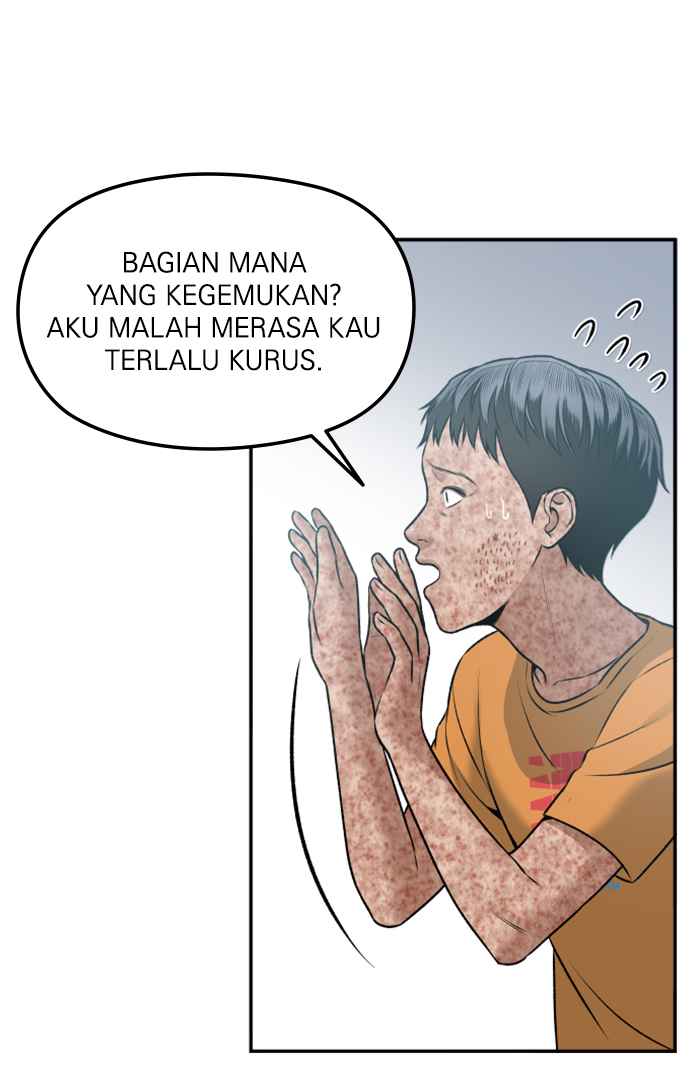 BAGIAN MANA
YANG KEGEMUKAN?
AKU MALAH MERASA KAU
TERLALU KURUS.